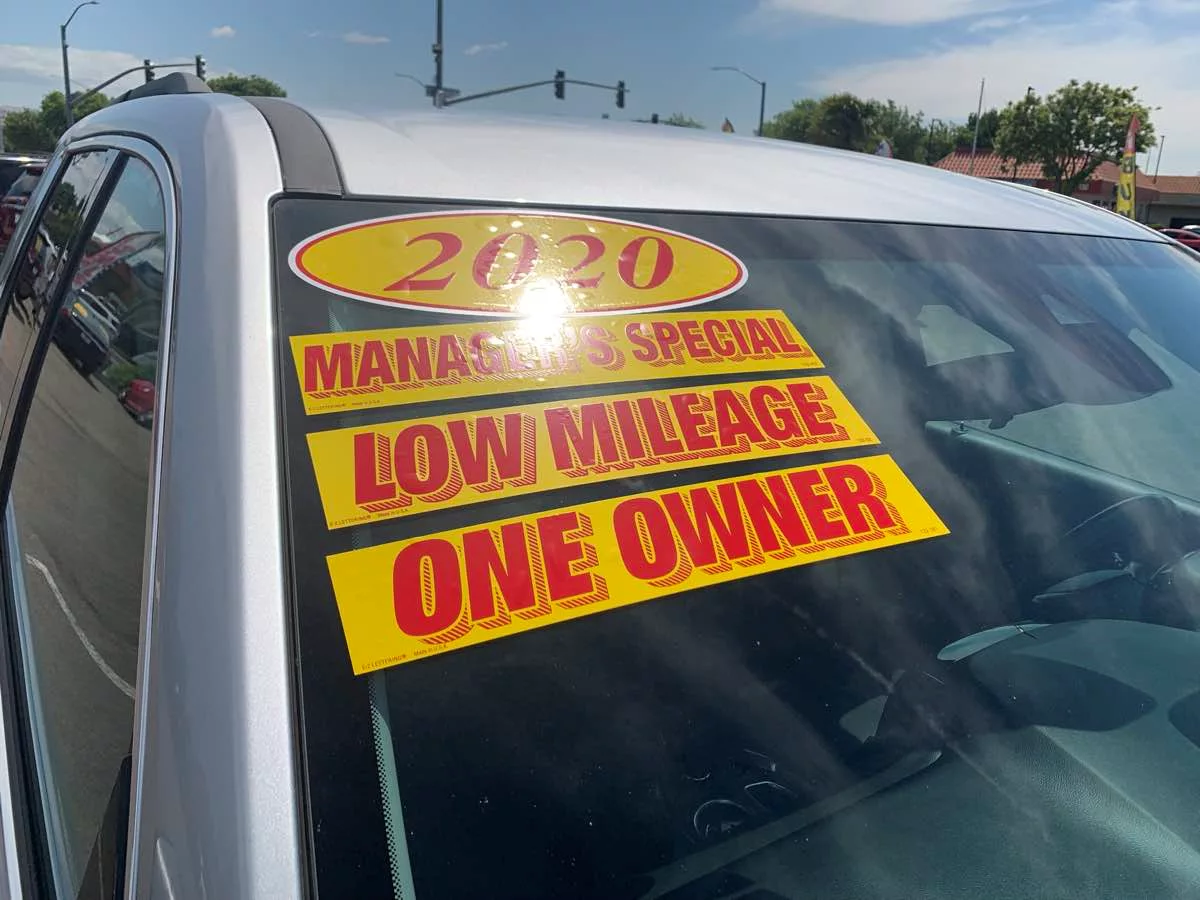 2020
MANAGER'S SPECIAL
LOW MILEAGE
ONE OWNER